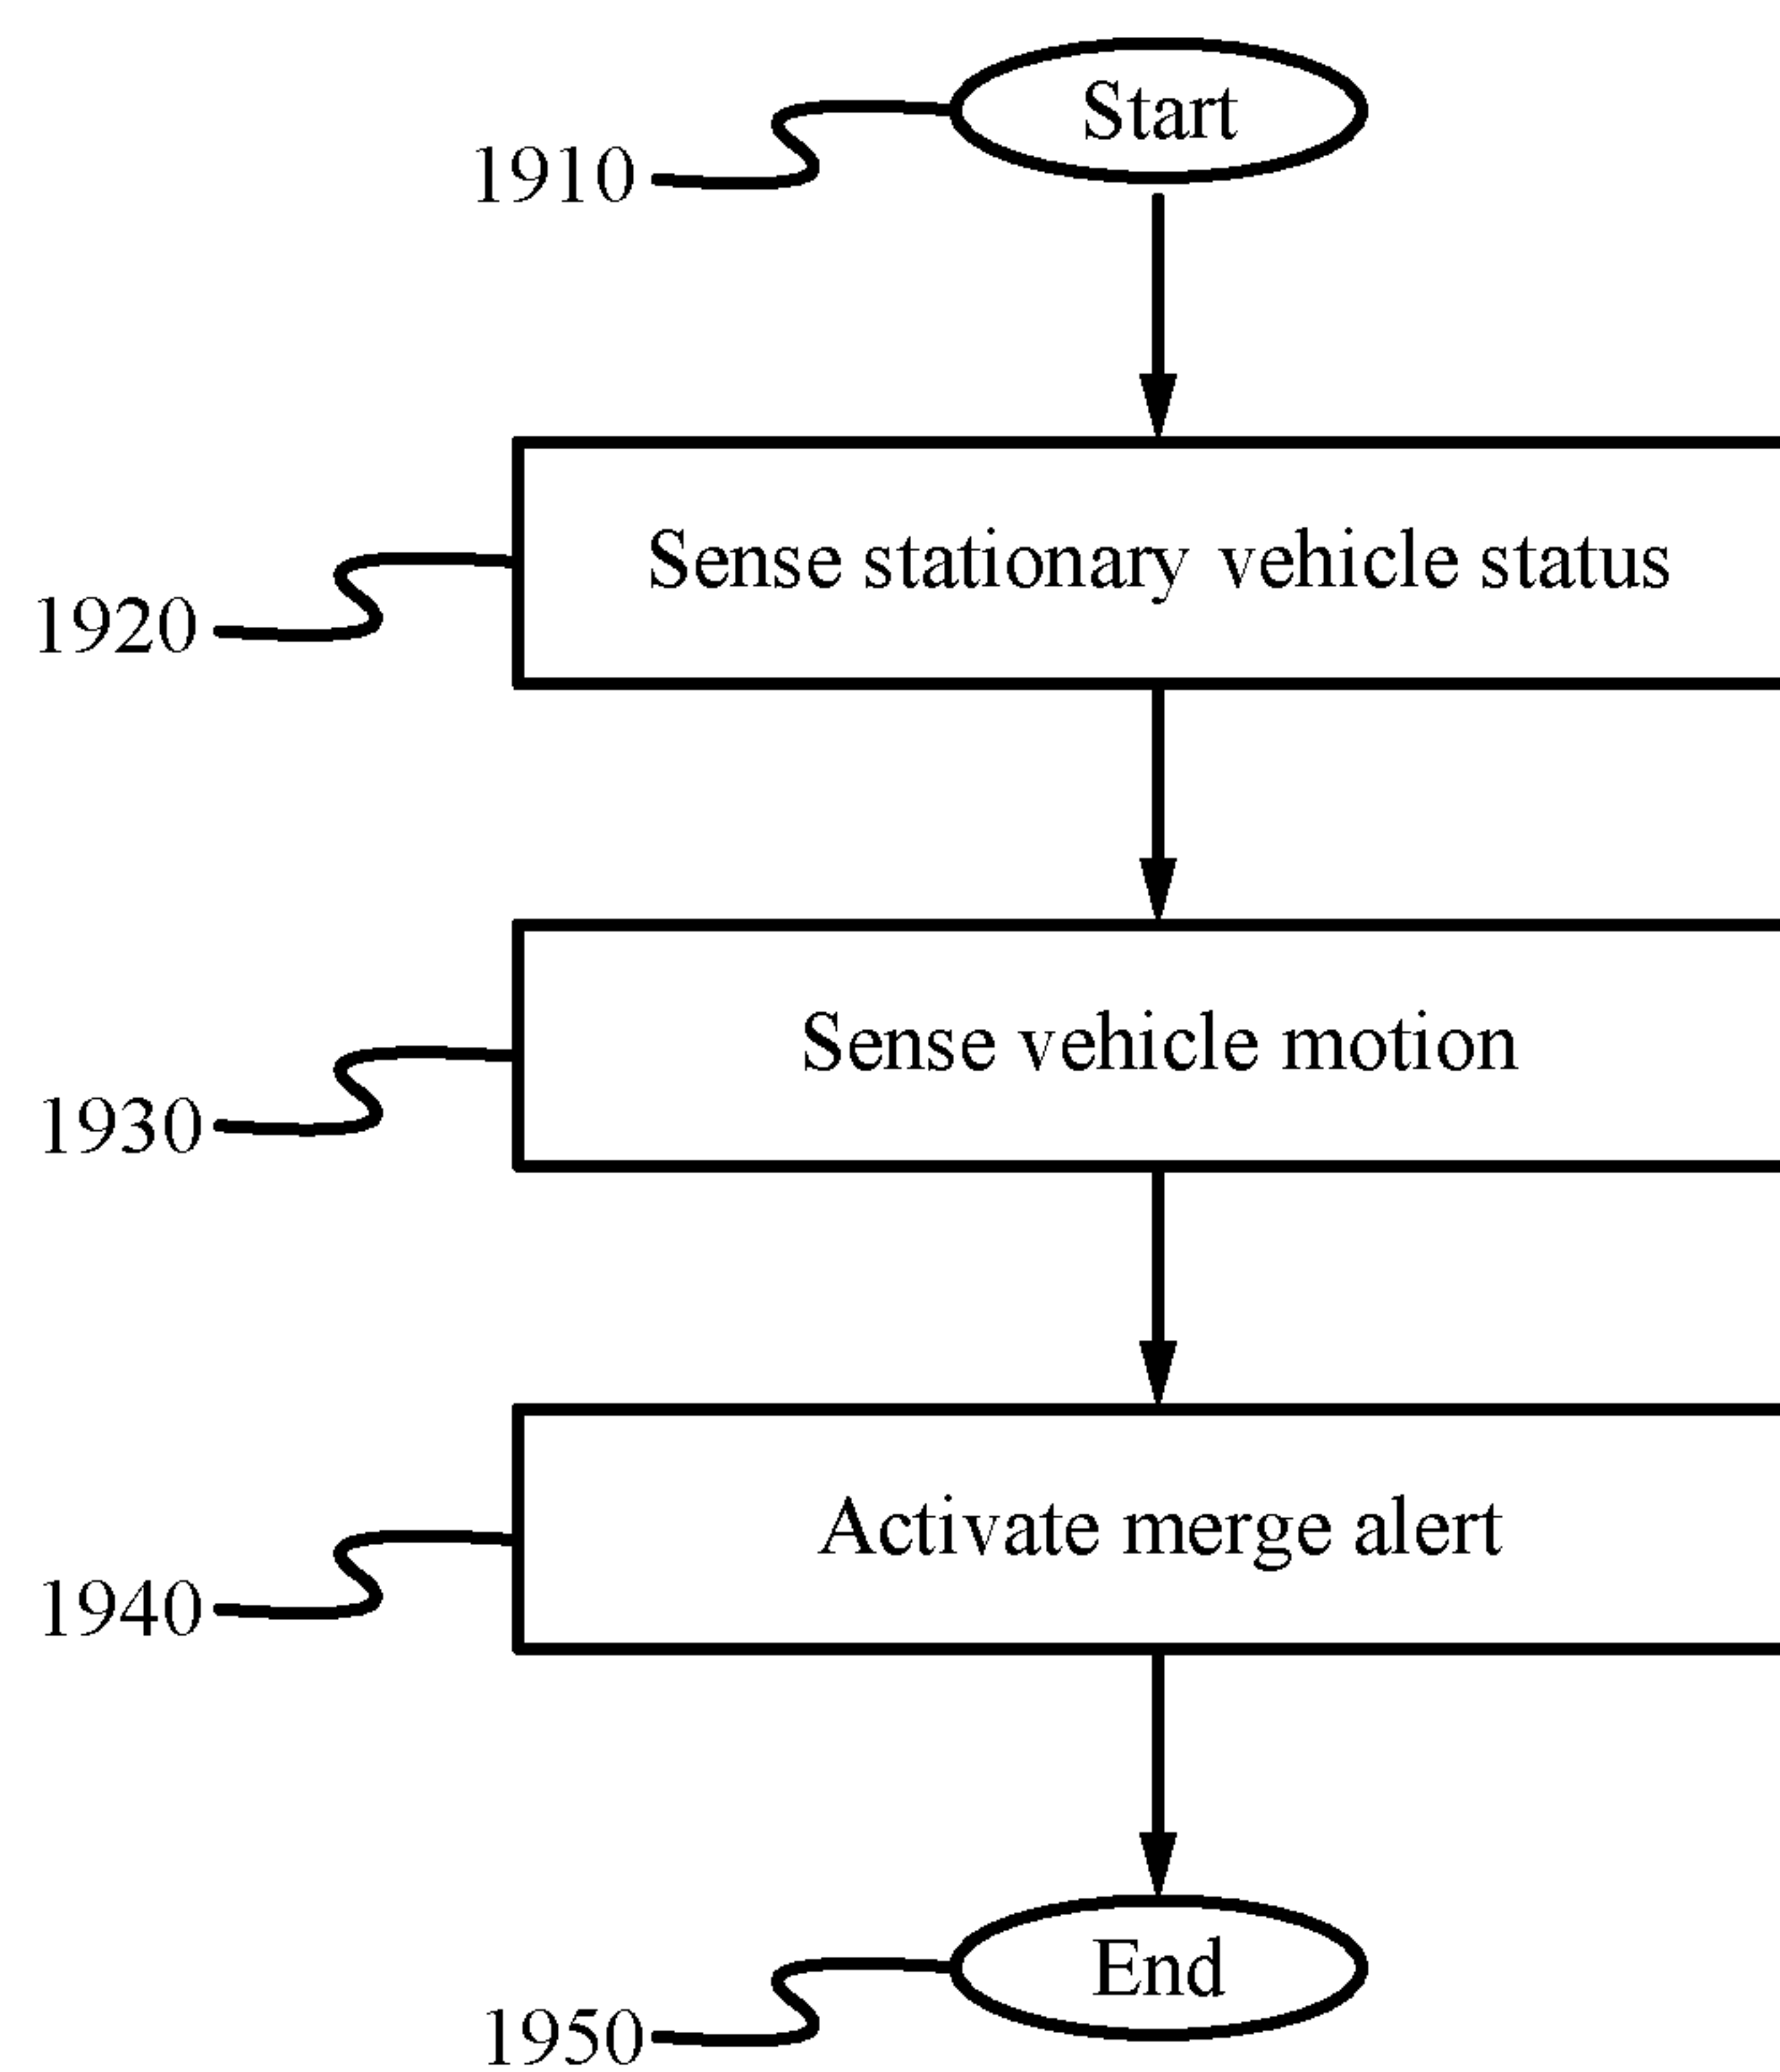 Start
1910
Sense stationary vehicle status
1920
Sense vehicle motion
1930
Activate merge alert
1940
End
1950